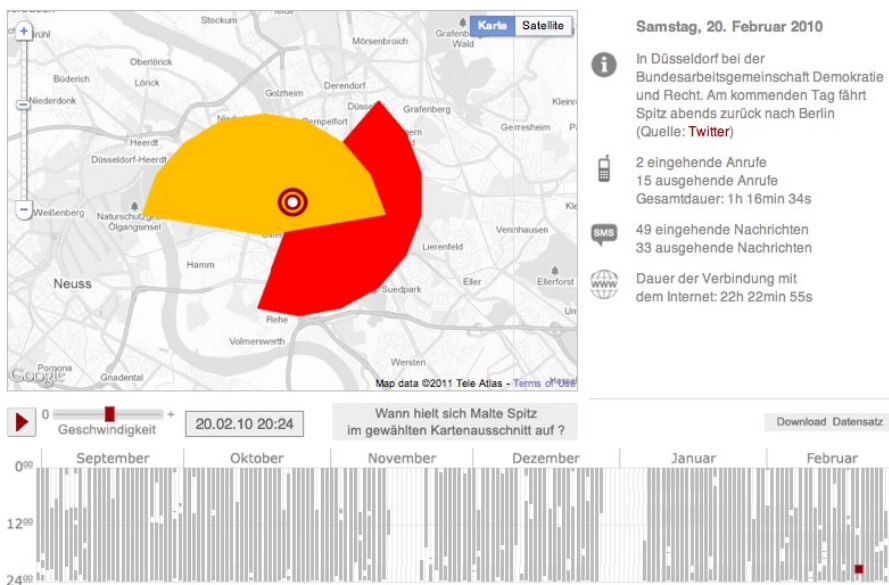 Stockum
Mörsenbroich
Grafenberg
Wald
Karte
Satellite
Oberlörick
Büderich
Lörick
Niederdonk
Golzheim
Derendorf
Grafenberg
Gerresheim
Heerdt
Düsseldorf-Heerdt
Weißenberg
Naturschutzgebiet
Ölgangsinsel
Vennhausen
Lierenfeld
Hamm
Neuss
Eller
Ellerforst
Suedpark
Flehe
Volmerswerth
Wersten
Pomona
Gnadental
Google
Map data ©2011 Tele Atlas - Terms of Use
Samstag, 20. Februar 2010
In Düsseldorf bei der
Bundesarbeitsgemeinschaft Demokratie
und Recht. Am kommenden Tag fährt
Spitz abends zurück nach Berlin
(Quelle: Twitter)
2 eingehende Anrufe
15 ausgehende Anrufe
Gesamtdauer: 1h 16min 34s
SMS
49 eingehende Nachrichten
33 ausgehende Nachrichten
www
Dauer der Verbindung mit
dem Internet: 22h 22min 55s
0 +
Geschwindigkeit
20.02.10 20:24
Wann hielt sich Malte Spitz
im gewählten Kartenausschnitt auf ?
Download Datensatz
September Oktober November Dezember Januar Februar
0⁰⁰
12⁰⁰
24⁰⁰